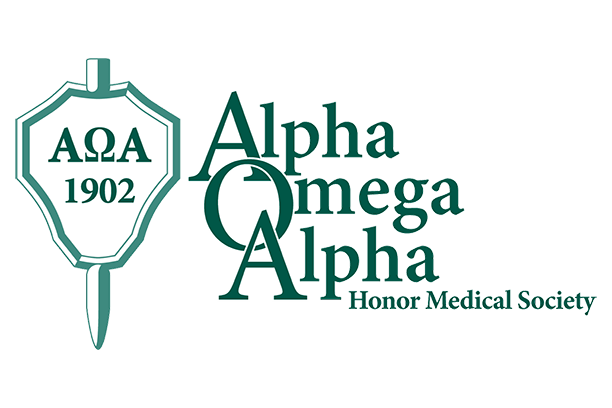 ΑΩΑ
1902
Alpha
Omega
Alpha
Honor Medical Society